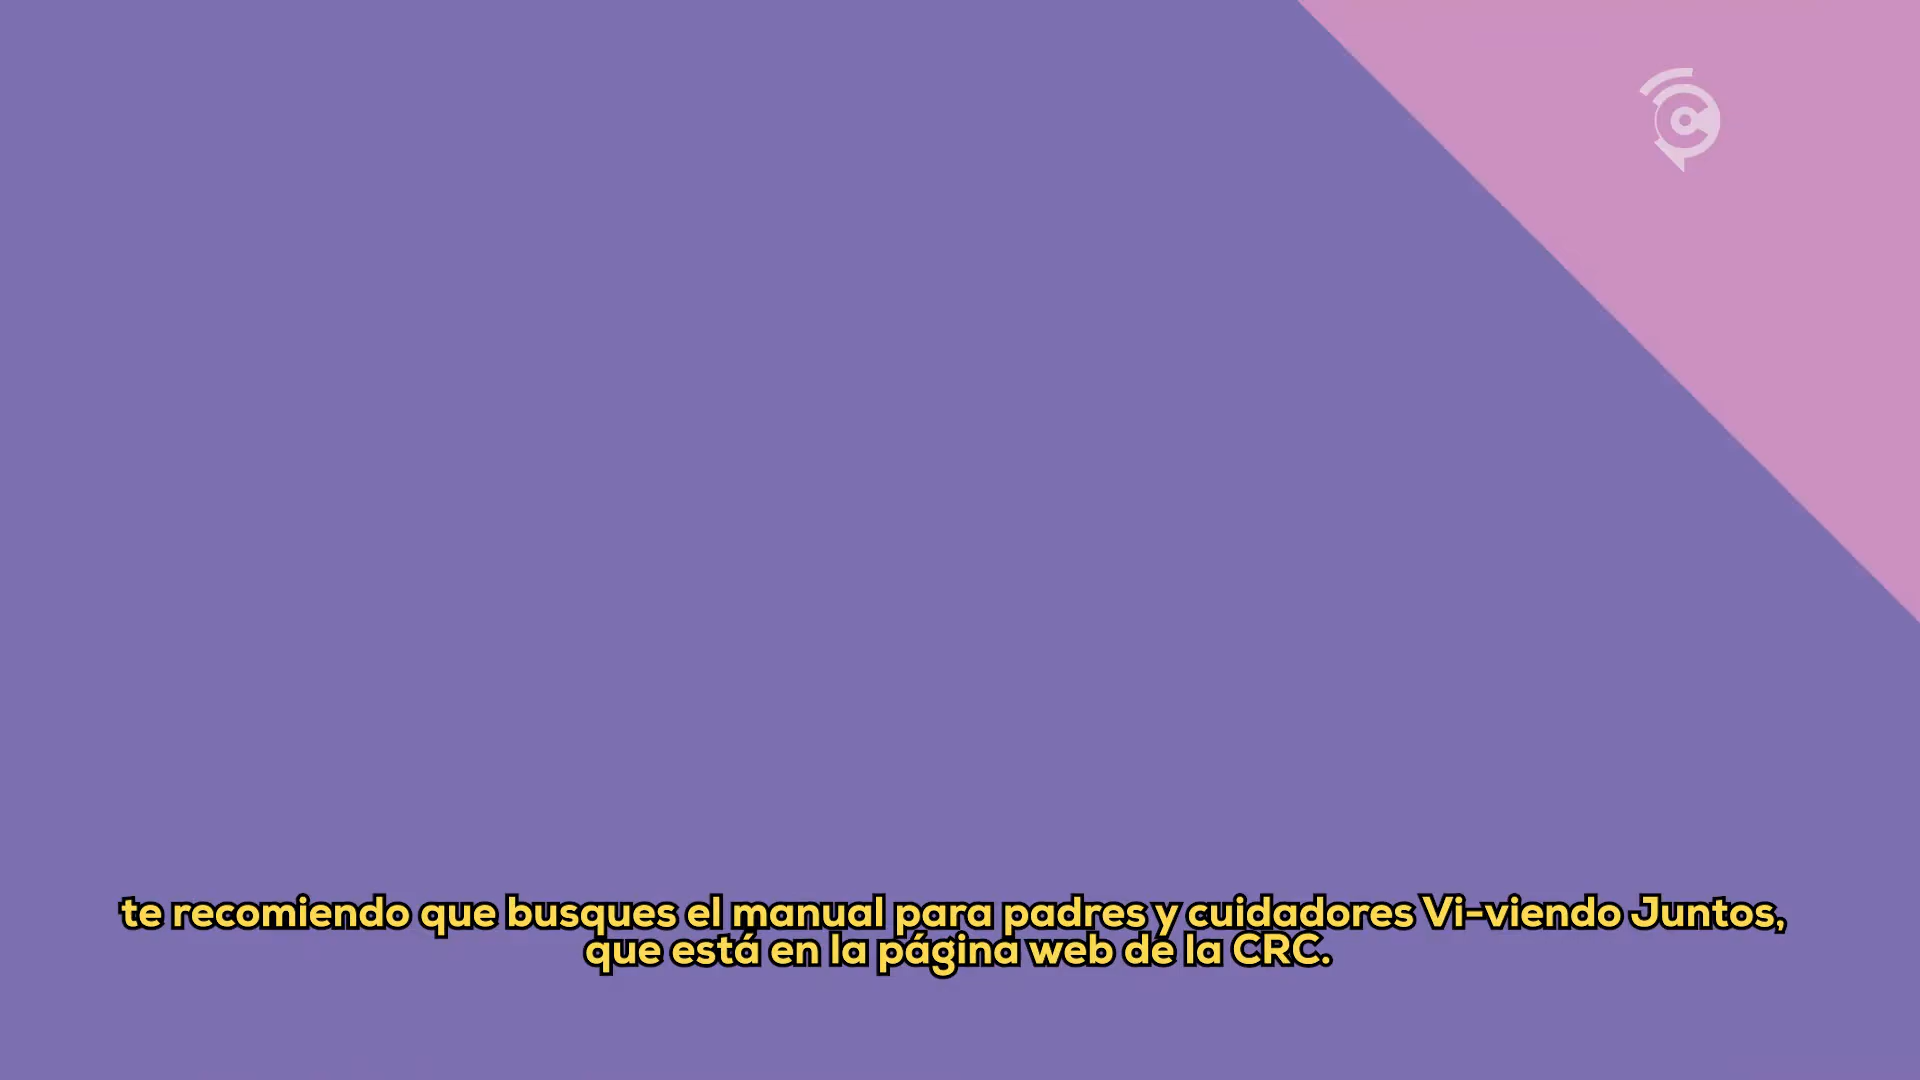 te recomiendo que busques el manual para padres y cuidadores Vi-viendo Juntos,
que está en la página web de la CRC.